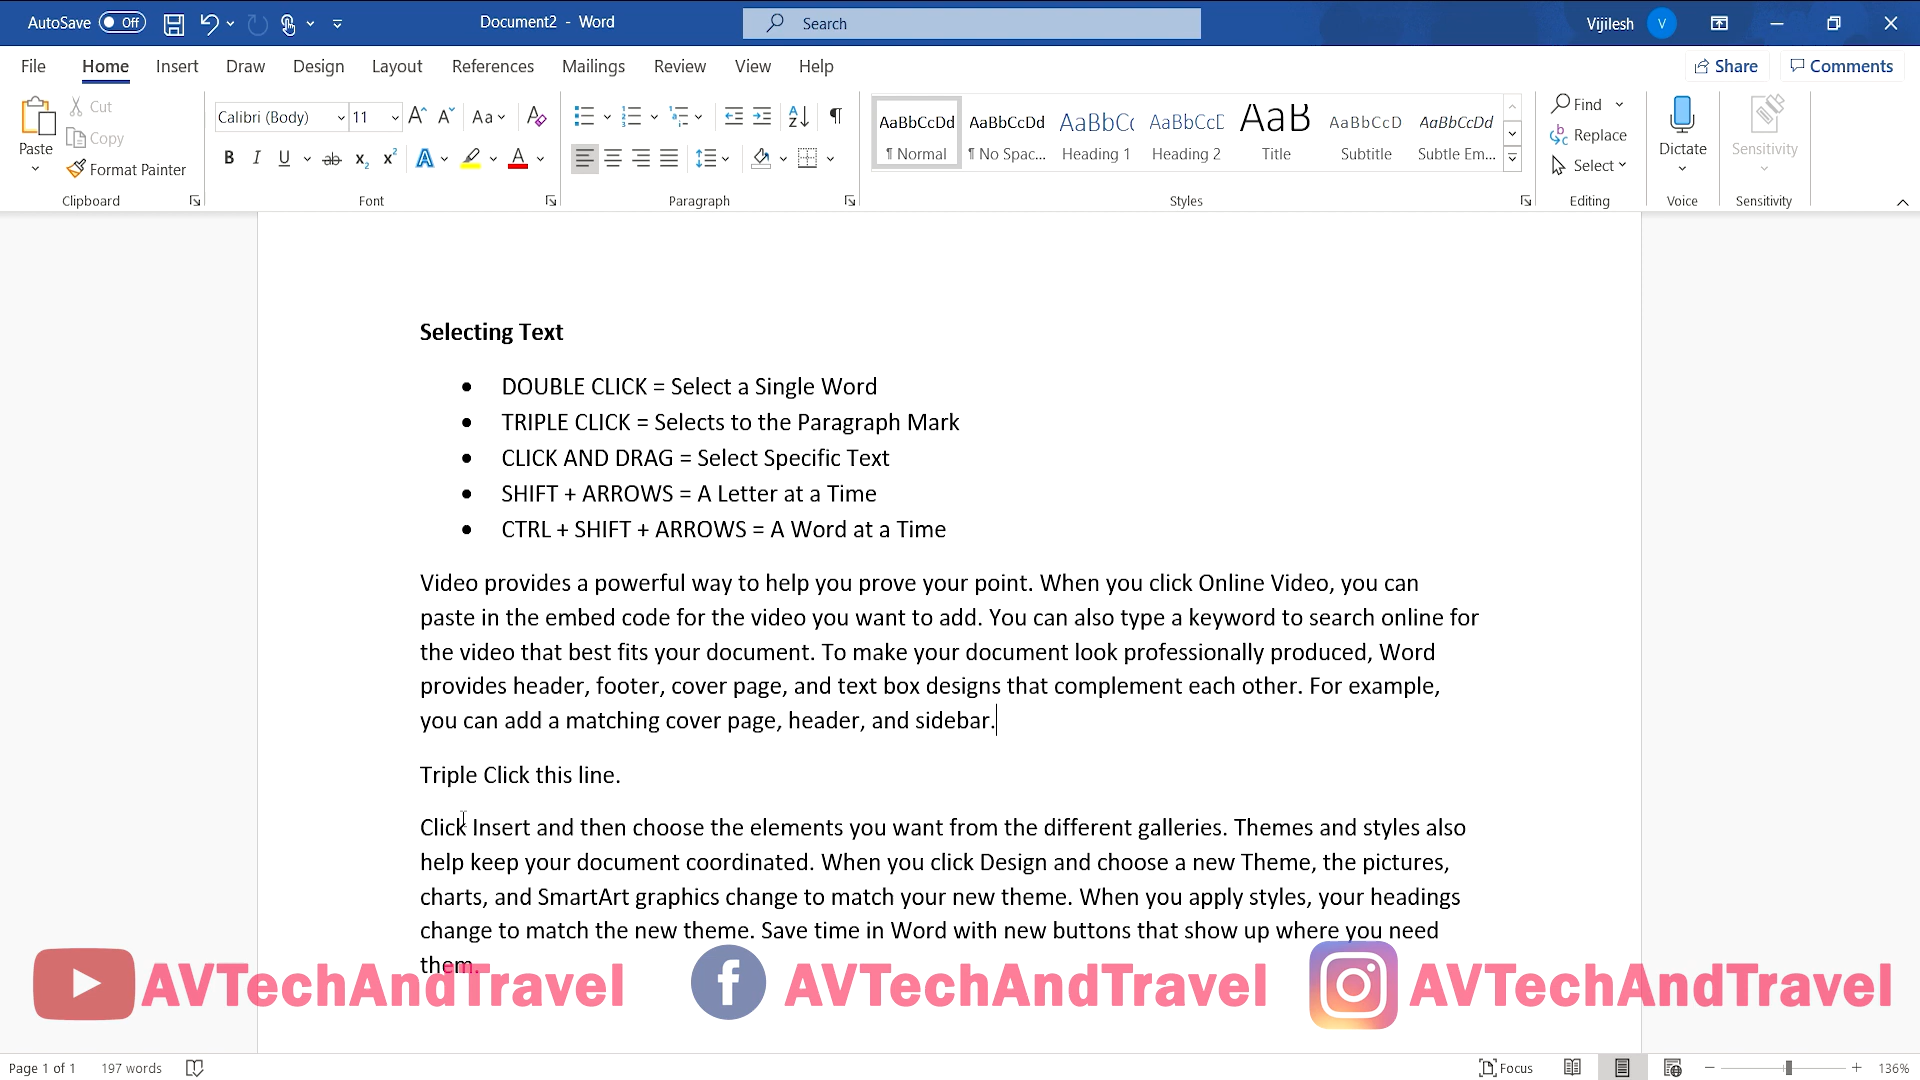 AutoSave Off Document2 - Word Search Vijilesh V
File Home Insert Draw Design Layout References Mailings Review View Help Share Comments
Paste Cut Copy Format Painter Clipboard
Calibri (Body) 11 Font
Paragraph
AaBbCcDd ¶ Normal AaBbCcDd ¶ No Spac... AaBbCc Heading 1 AaBbCcD Heading 2 AaB Title AaBbCcD Subtitle AaBbCcDd Subtle Em... Styles
Find Replace Select Editing
Dictate Voice
Sensitivity Sensitivity
Selecting Text
• DOUBLE CLICK = Select a Single Word
• TRIPLE CLICK = Selects to the Paragraph Mark
• CLICK AND DRAG = Select Specific Text
• SHIFT + ARROWS = A Letter at a Time
• CTRL + SHIFT + ARROWS = A Word at a Time
Video provides a powerful way to help you prove your point. When you click Online Video, you can
paste in the embed code for the video you want to add. You can also type a keyword to search online for
the video that best fits your document. To make your document look professionally produced, Word
provides header, footer, cover page, and text box designs that complement each other. For example,
you can add a matching cover page, header, and sidebar.
Triple Click this line.
Click Insert and then choose the elements you want from the different galleries. Themes and styles also
help keep your document coordinated. When you click Design and choose a new Theme, the pictures,
charts, and SmartArt graphics change to match your new theme. When you apply styles, your headings
change to match the new theme. Save time in Word with new buttons that show up where you need
them.
AVTechAndTravel AVTechAndTravel AVTechAndTravel
Page 1 of 1 197 words Focus 136%